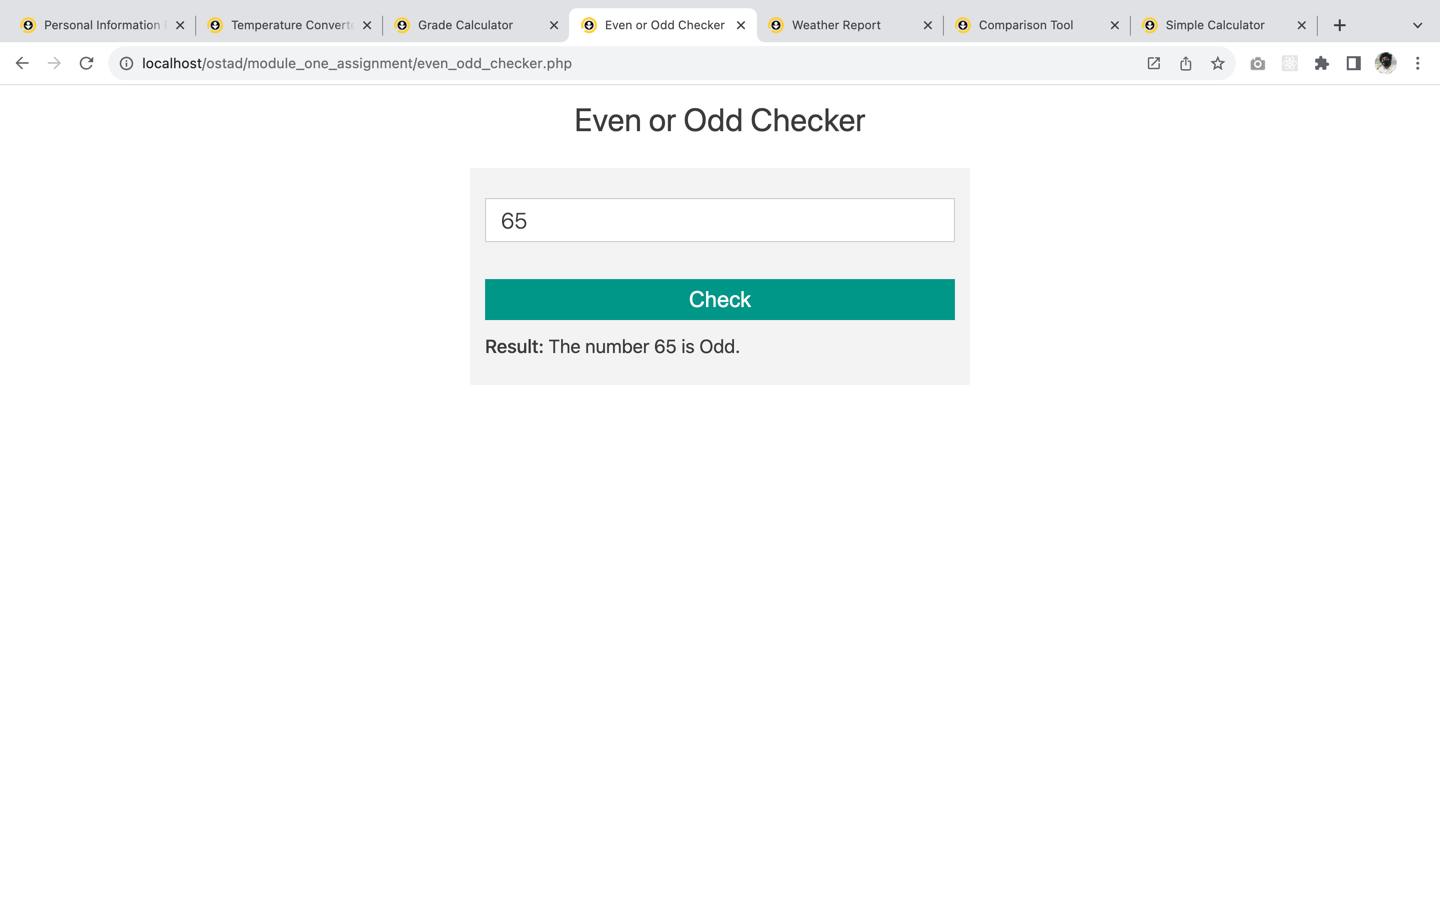 Personal Information
Temperature Converte
Grade Calculator
Even or Odd Checker
Weather Report
Comparison Tool
Simple Calculator
localhost/ostad/module_one_assignment/even_odd_checker.php
Even or Odd Checker
65
Check
Result: The number 65 is Odd.